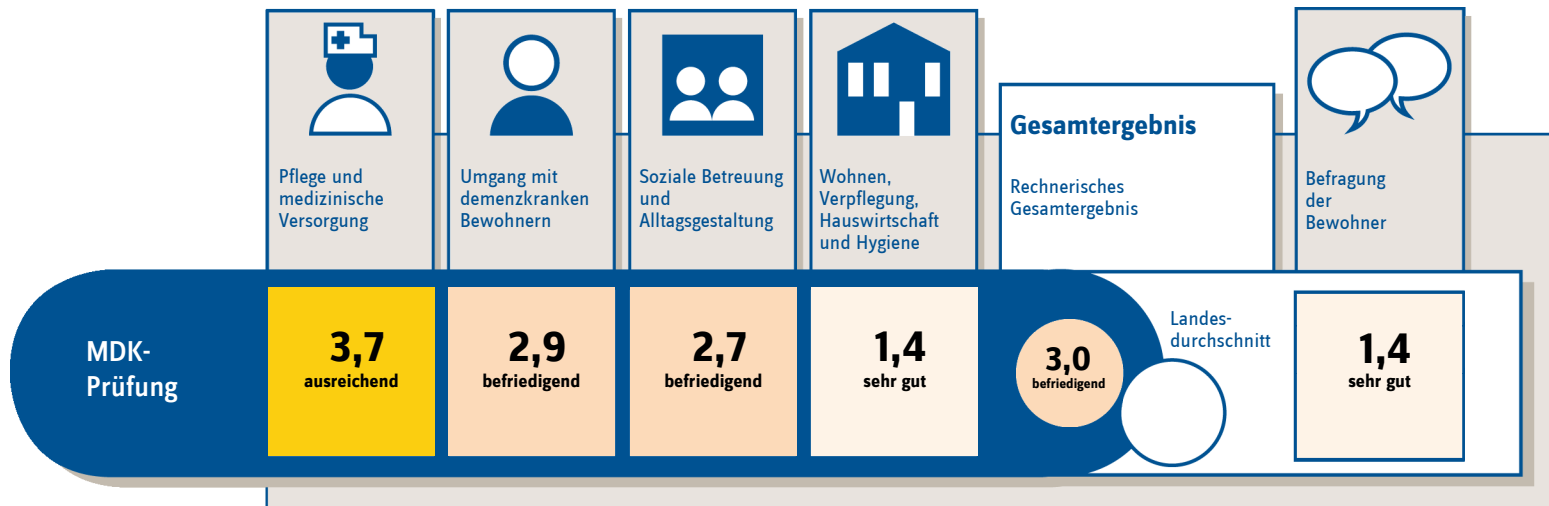 Pflege und
medizinische
Versorgung
Umgang mit
demenzkranken
Bewohnern
Soziale Betreuung
und
Alltagsgestaltung
Wohnen,
Verpflegung,
Hauswirtschaft
und Hygiene
Gesamtergebnis
Rechnerisches
Gesamtergebnis
Befragung
der
Bewohner
MDK-
Prüfung
3,7
ausreichend
2,9
befriedigend
2,7
befriedigend
1,4
sehr gut
3,0
befriedigend
Landes-
durchschnitt
1,4
sehr gut